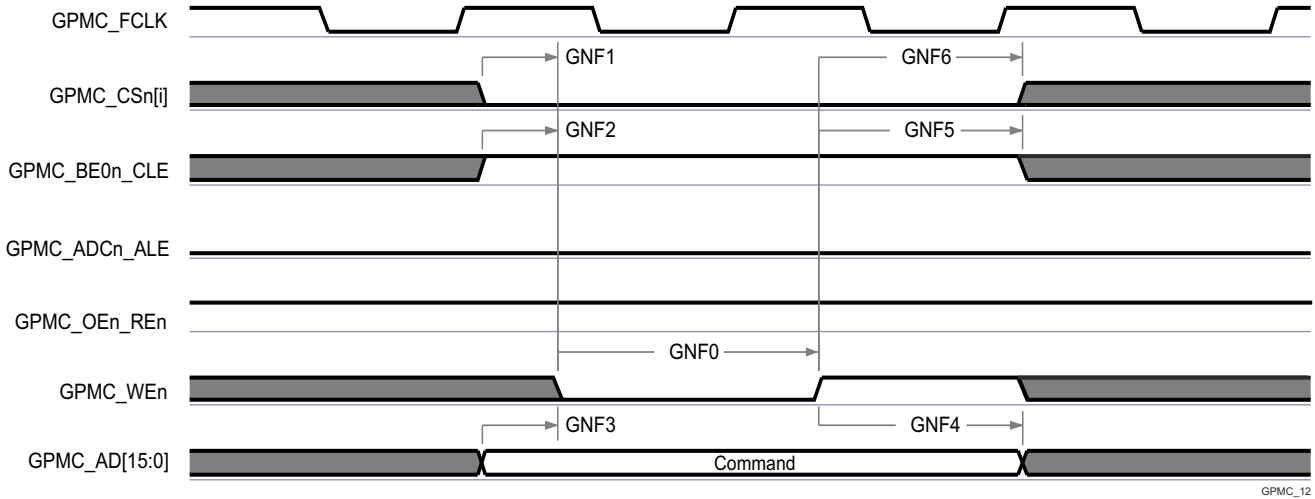 GPMC_FCLK
GNF1
GNF6
GPMC_CSn[i]
GNF2
GNF5
GPMC_BE0n_CLE
GPMC_ADCn_ALE
GPMC_OEn_REn
GNF0
GPMC_WEn
GNF3
GNF4
GPMC_AD[15:0]
Command
GPMC_12